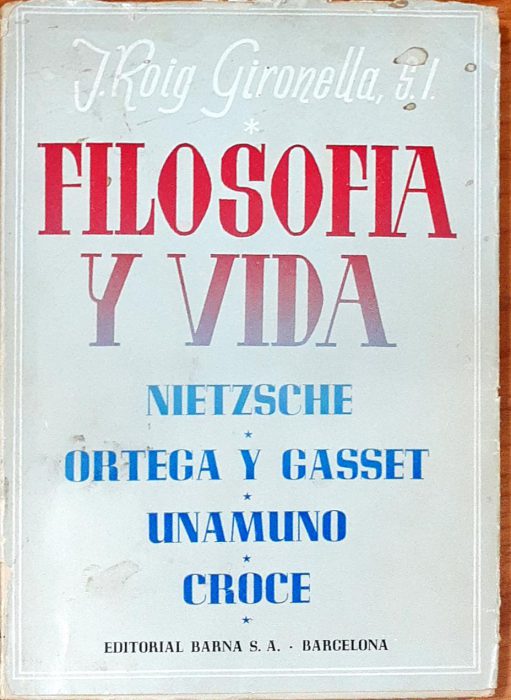 J. Roig Gironella, S. I.
*
FILOSOFIA
Y VIDA
NIETZSCHE
*
ORTEGA Y GASSET
*
UNAMUNO
*
CROCE
*
EDITORIAL BARNA S. A. · BARCELONA